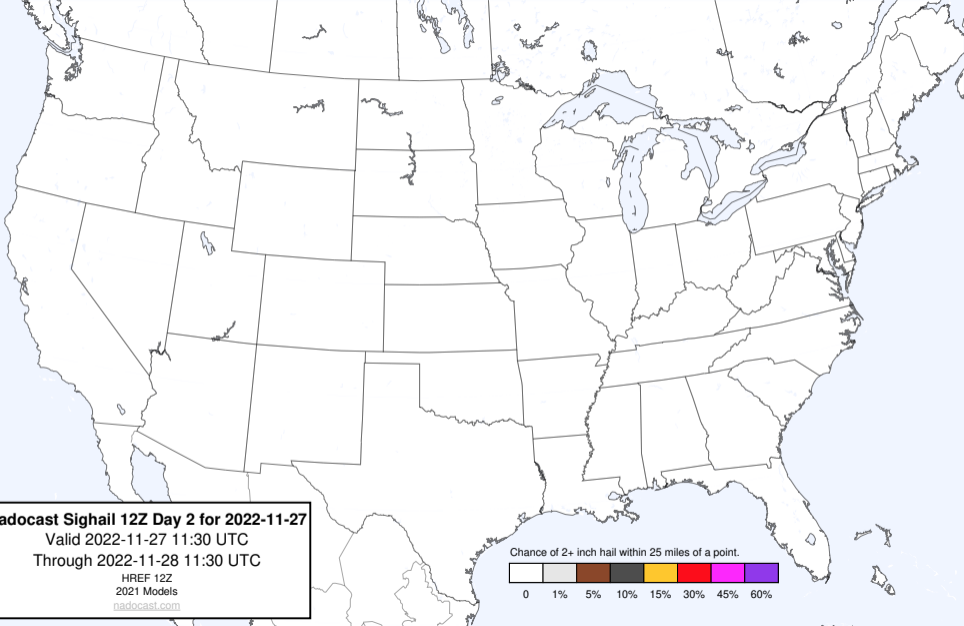 adocast Sighail 12Z Day 2 for 2022-11-27
Valid 2022-11-27 11:30 UTC
Through 2022-11-28 11:30 UTC
HREF 12Z
2021 Models
nadocast.com
Chance of 2+ inch hail within 25 miles of a point.
0 1% 5% 10% 15% 30% 45% 60%